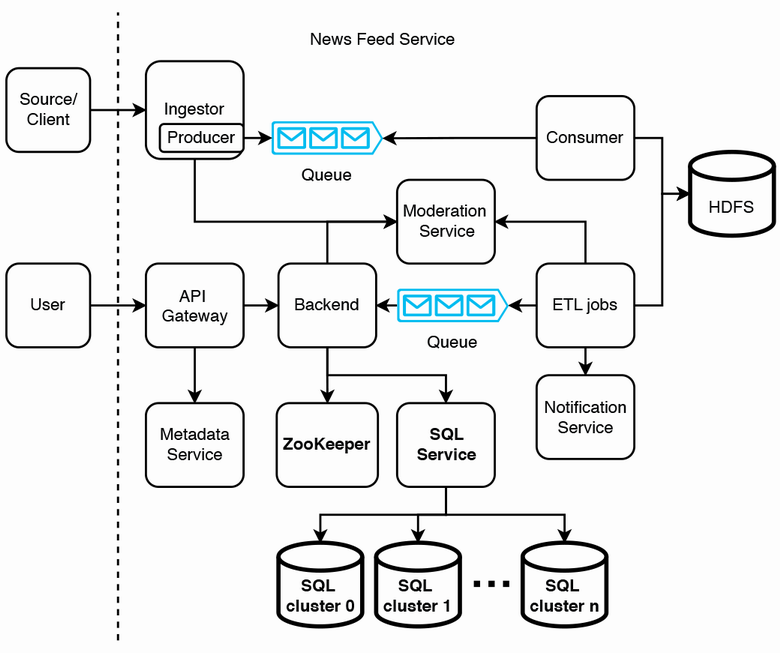 News Feed Service
Source/
Client
Ingestor
Producer
Queue
Consumer
HDFS
Moderation
Service
User
API
Gateway
Backend
Queue
ETL jobs
Metadata
Service
ZooKeeper
SQL
Service
Notification
Service
SQL
cluster 0
SQL
cluster 1
SQL
cluster n